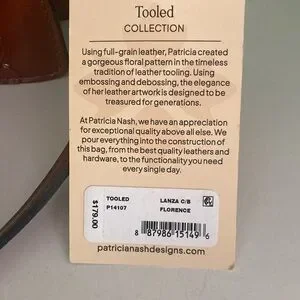 Tooled
COLLECTION
Using full-grain leather, Patricia created
a gorgeous floral pattern in the timeless
tradition of leather tooling. Using
embossing and debossing, the elegance
of her leather artwork is designed to be
treasured for generations.
At Patricia Nash, we have an appreciation
for exceptional quality above all else. We
pour everything into the construction of
this bag, from the best quality leathers and
hardware, to the functionality you need
every single day.
$179.00
TOOLED
P14107
LANZA C/B
FLORENCE
8 87986 15149 6
patricianashdesigns.com